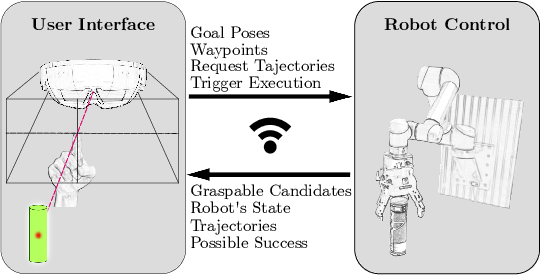 User Interface
Goal Poses
Waypoints
Request Tajectories
Trigger Execution
Graspable Candidates
Robot's State
Trajectories
Possible Success
Robot Control